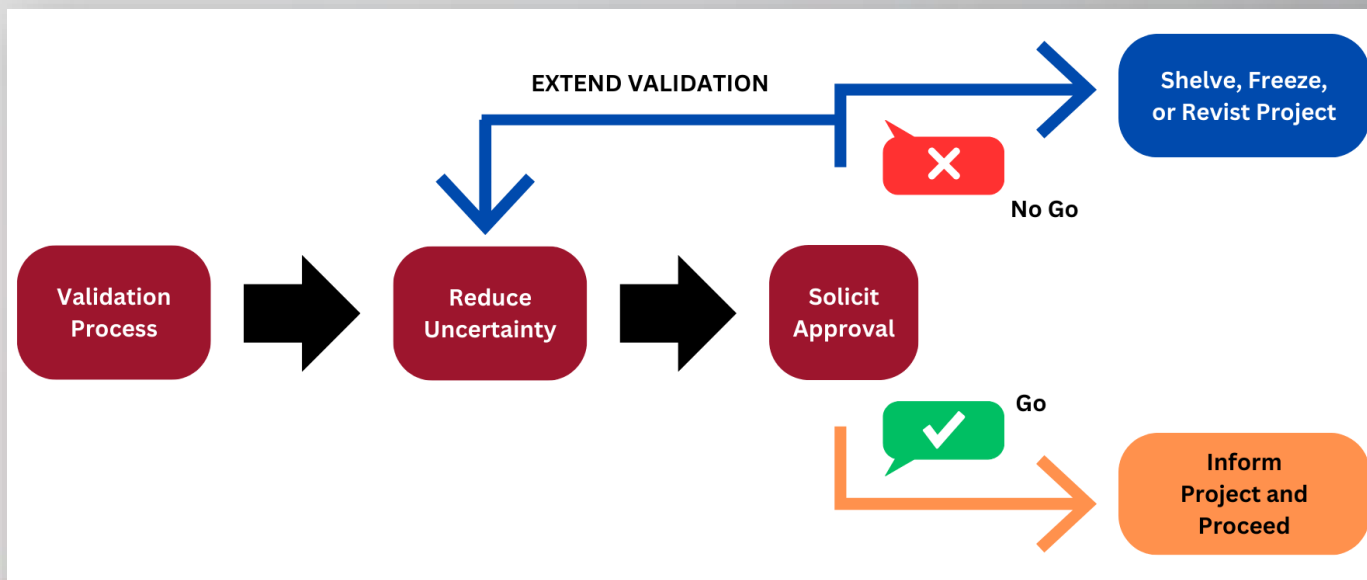 EXTEND VALIDATION
Shelve, Freeze,
or Revist Project
No Go
Validation
Process
Reduce
Uncertainty
Solicit
Approval
Go
Inform
Project and
Proceed